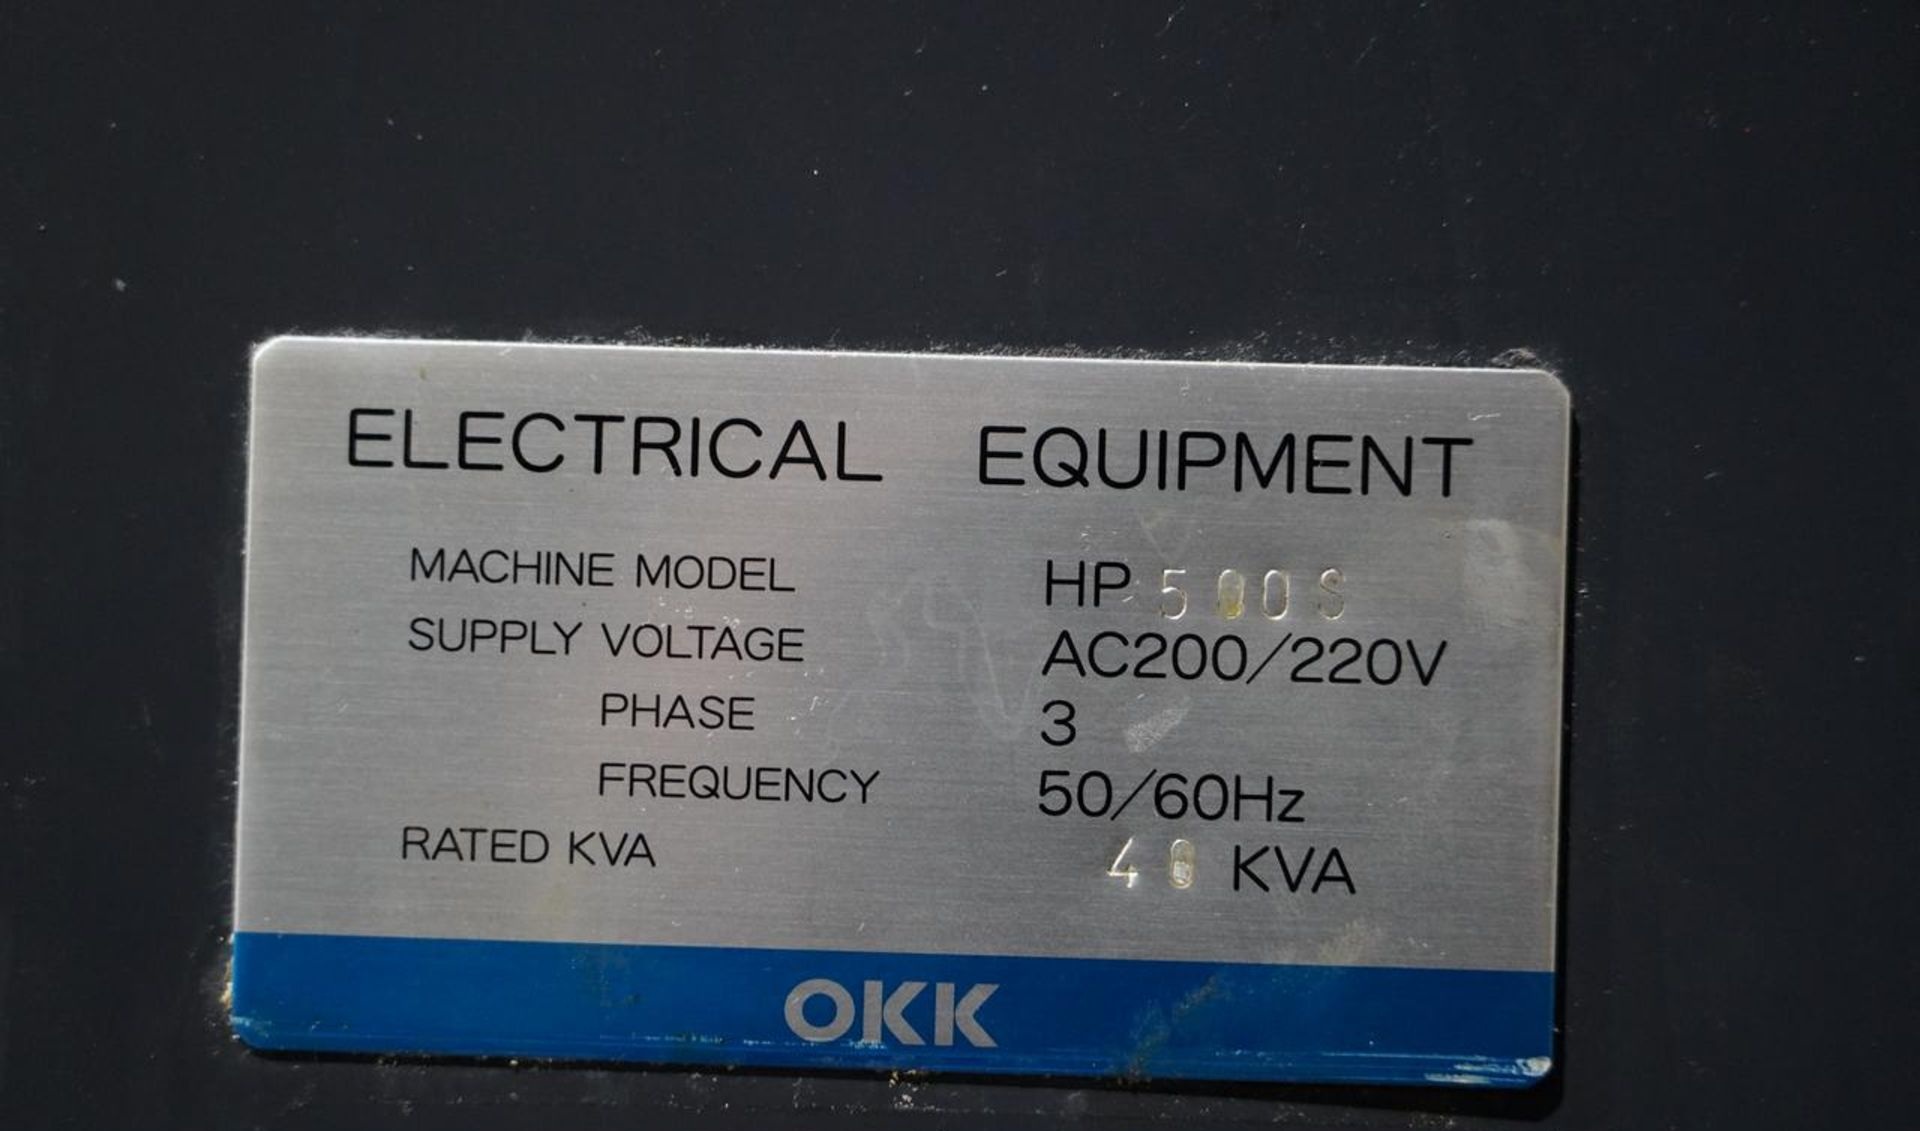 ELECTRICAL EQUIPMENT
MACHINE MODEL HP 500S
SUPPLY VOLTAGE AC200/220V
PHASE 3
FREQUENCY 50/60Hz
RATED KVA 40 KVA
OKK